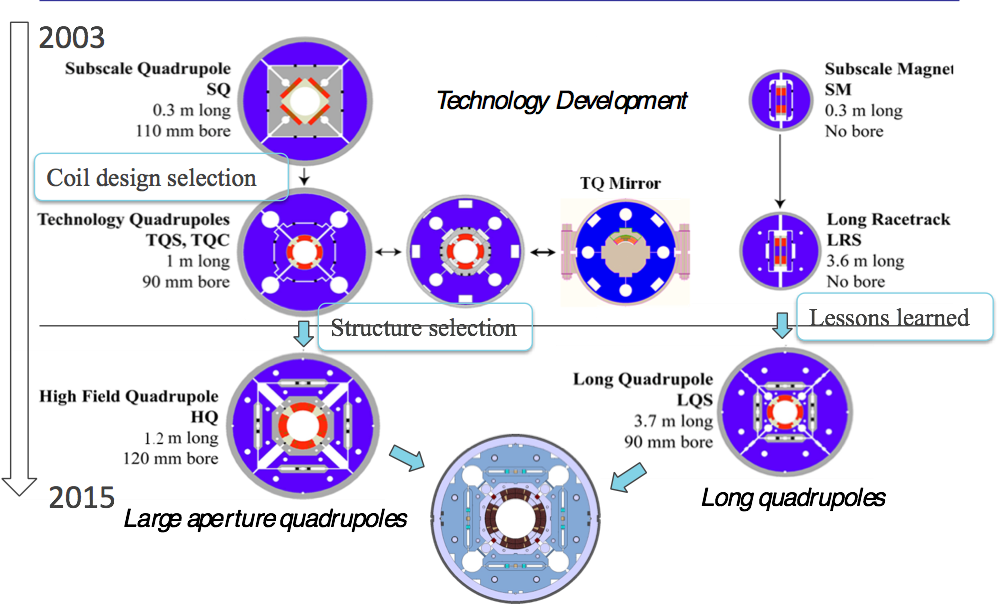 2003
Subscale Quadrupole
SQ
0.3 m long
110 mm bore
Technology Development
Subscale Magnet
SM
0.3 m long
No bore
Coil design selection
TQ Mirror
Technology Quadrupoles
TQS, TQC
1 m long
90 mm bore
Long Racetrack
LRS
3.6 m long
No bore
Structure selection
Lessons learned
High Field Quadrupole
HQ
1.2 m long
120 mm bore
Long Quadrupole
LQS
3.7 m long
90 mm bore
2015
Large aperture quadrupoles
Long quadrupoles